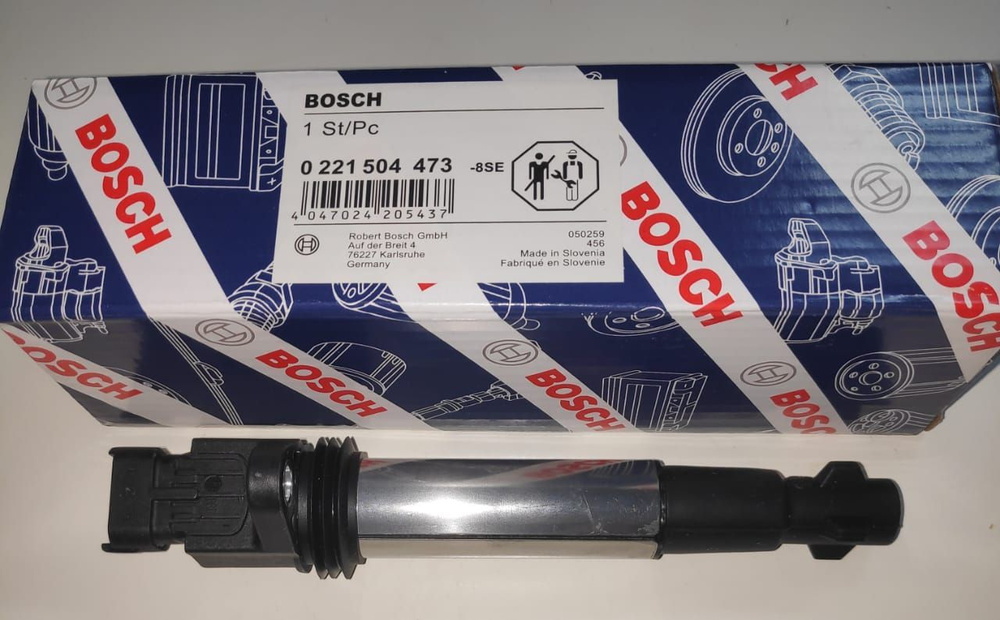 BOSCH
1 St/Pc
0 221 504 473 -8SE
4 047024 205437
Robert Bosch GmbH
Auf der Breit 4
76227 Karlsruhe
Germany
050259
456
Made in Slovenia
Fabriqué en Slovenie
BOSCH
CH
BOSCH
BOSCH
BOSCH
BOSCH
BOSCH
BOSCH